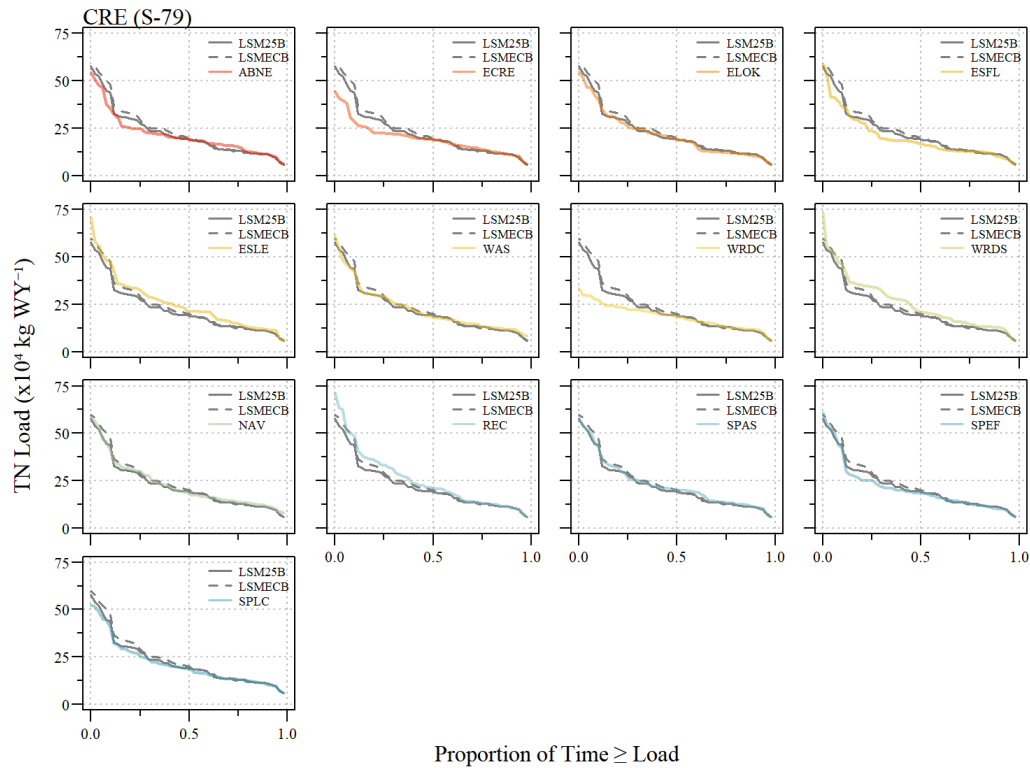 CRE (S-79)
75
50
25
0
LSM25B
LSMECB
ABNE
LSM25B
LSMECB
ECRE
LSM25B
LSMECB
ELOK
LSM25B
LSMECB
ESFL
75
50
25
0
LSM25B
LSMECB
ESLE
LSM25B
LSMECB
WAS
LSM25B
LSMECB
WRDC
LSM25B
LSMECB
WRDS
75
50
25
0
LSM25B
LSMECB
NAV
LSM25B
LSMECB
REC
LSM25B
LSMECB
SPAS
LSM25B
LSMECB
SPEF
0.0 0.5 1.0
0.0 0.5 1.0
0.0 0.5 1.0
75
50
25
0
LSM25B
LSMECB
SPLC
0.0 0.5 1.0
TN Load (x10⁴ kg WY⁻¹)
Proportion of Time ≥ Load